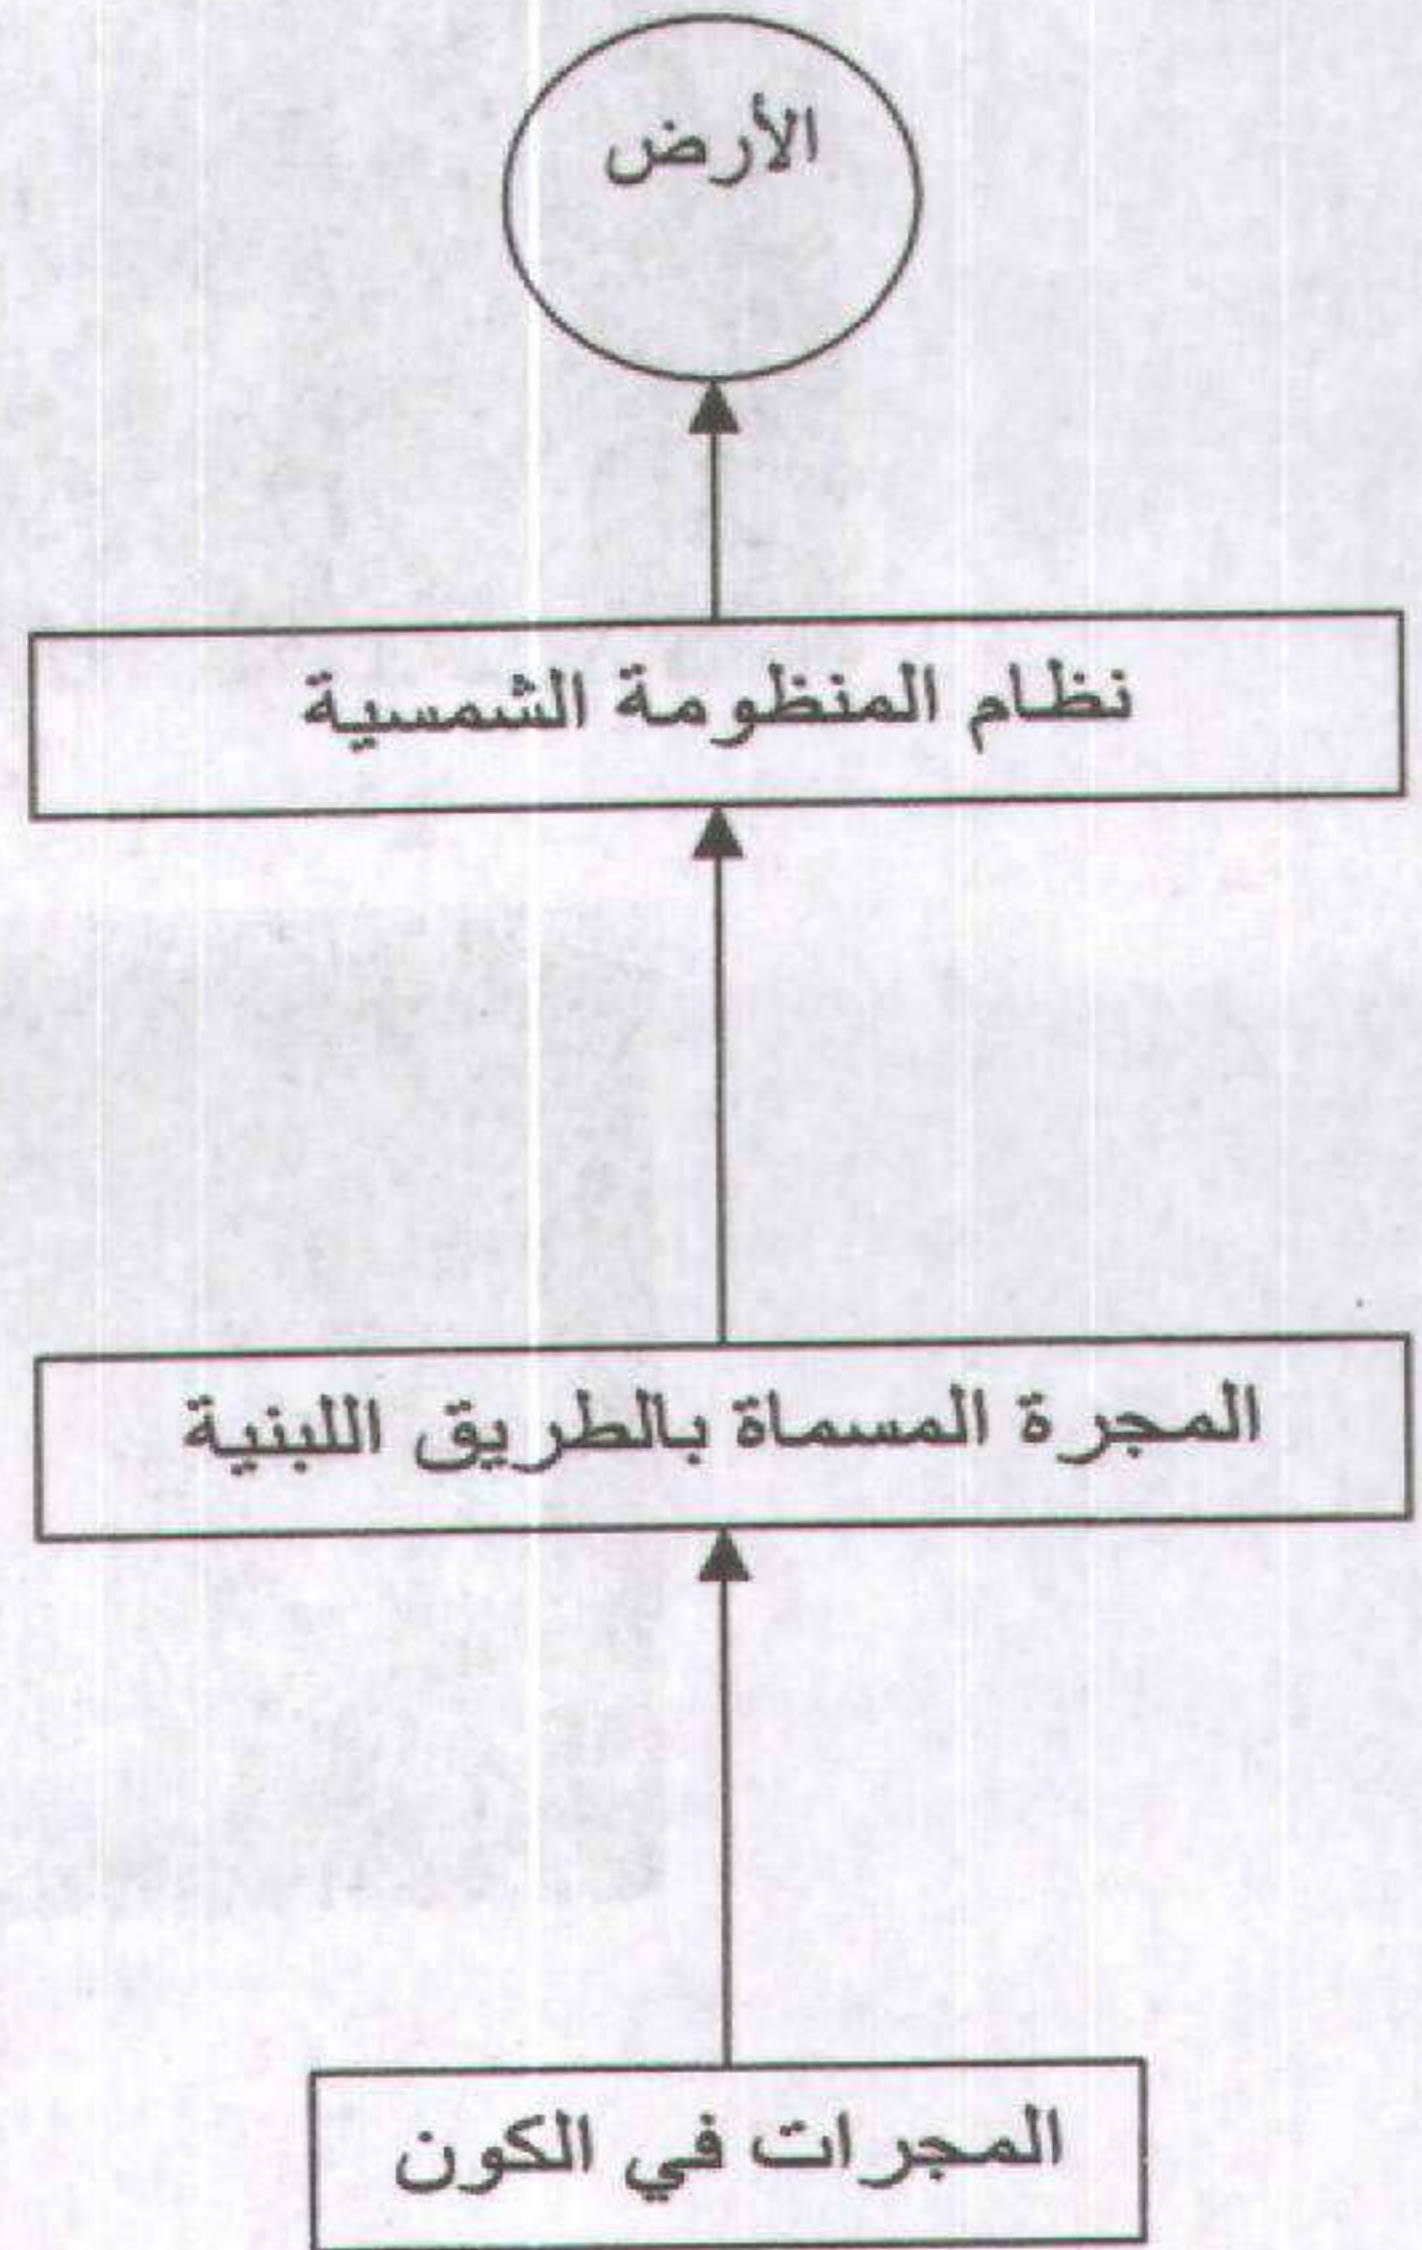 الأرض
نظام المنظومة الشمسية
المجرة المسماة بالطريق اللبنية
المجرات في الكون